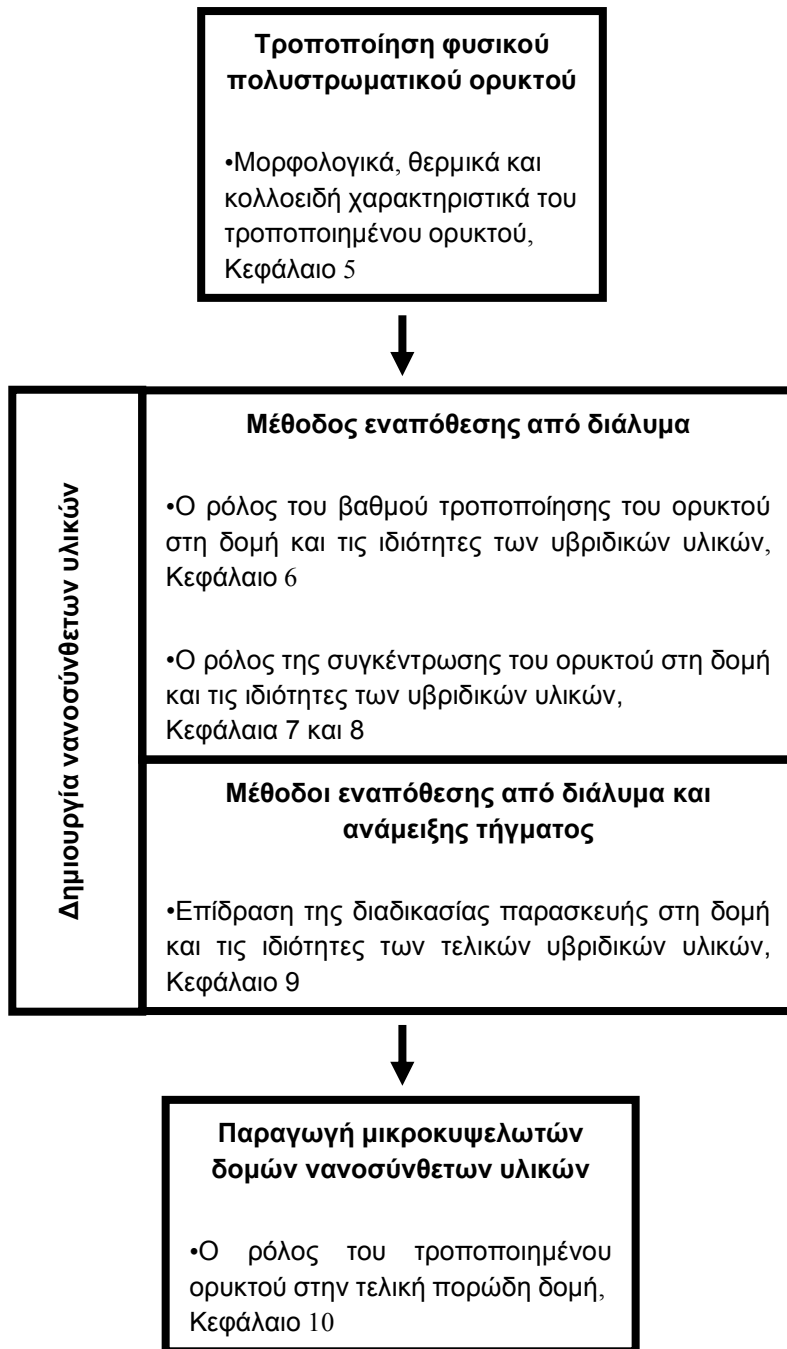 Τροποποίηση φυσικού
πολυστρωματικού ορυκτού
•Μορφολογικά, θερμικά και
κολλοειδή χαρακτηριστικά του
τροποποιημένου ορυκτού,
Κεφάλαιο 5
Δημιουργία νανοσύνθετων υλικών
Μέθοδος εναπόθεσης από διάλυμα
•Ο ρόλος του βαθμού τροποποίησης του ορυκτού
στη δομή και τις ιδιότητες των υβριδικών υλικών,
Κεφάλαιο 6
•Ο ρόλος της συγκέντρωσης του ορυκτού στη δομή
και τις ιδιότητες των υβριδικών υλικών,
Κεφάλαια 7 και 8
Μέθοδοι εναπόθεσης από διάλυμα και
ανάμειξης τήγματος
•Επίδραση της διαδικασίας παρασκευής στη δομή
και τις ιδιότητες των τελικών υβριδικών υλικών,
Κεφάλαιο 9
Παραγωγή μικροκυψελωτών
δομών νανοσύνθετων υλικών
•Ο ρόλος του τροποποιημένου
ορυκτού στην τελική πορώδη δομή,
Κεφάλαιο 10